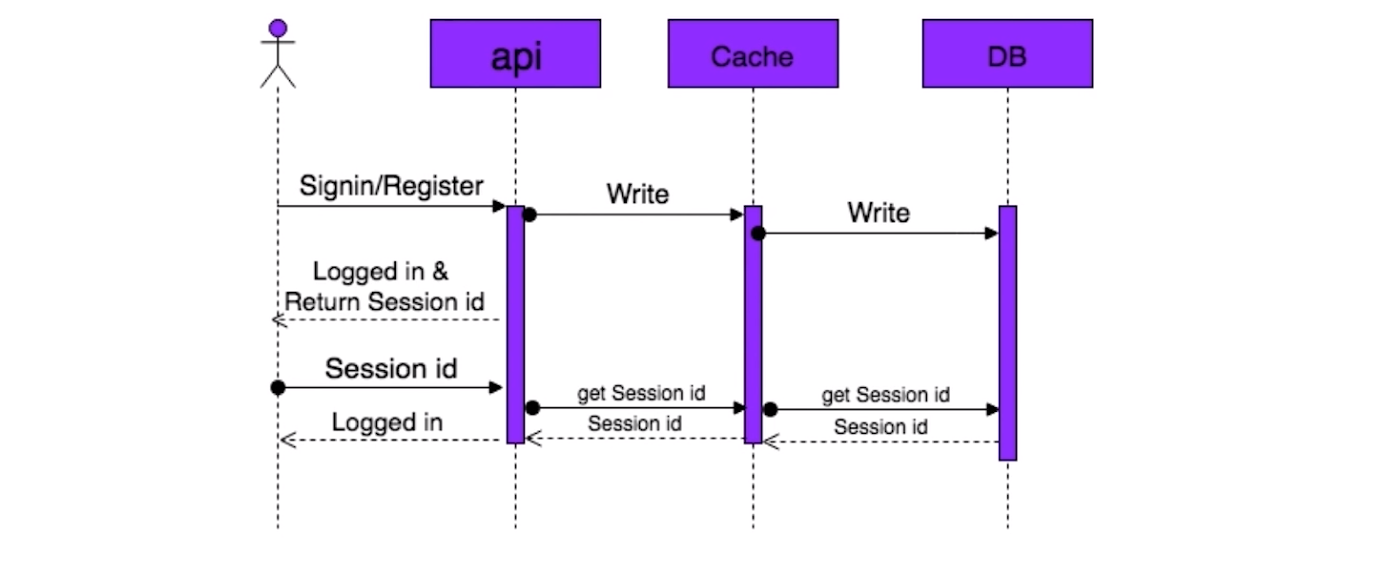 api
Cache
DB
Signin/Register
Write
Write
Logged in &
Return Session id
Session id
get Session id
get Session id
Logged in
Session id
Session id